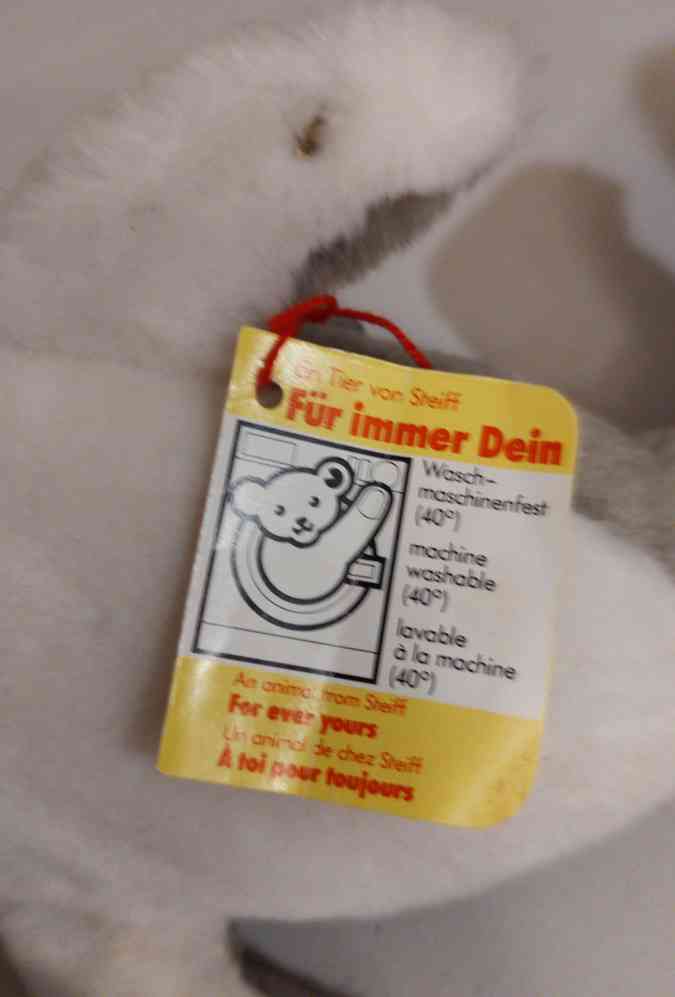 Ein Tier von Steiff
Für immer Dein
Wasch-
maschinenfest
(40°)
machine
washable
(40°)
lavable
à la machine
(40°)
An animal from Steiff
For ever yours
Un animal de chez Steiff
À toi pour toujours